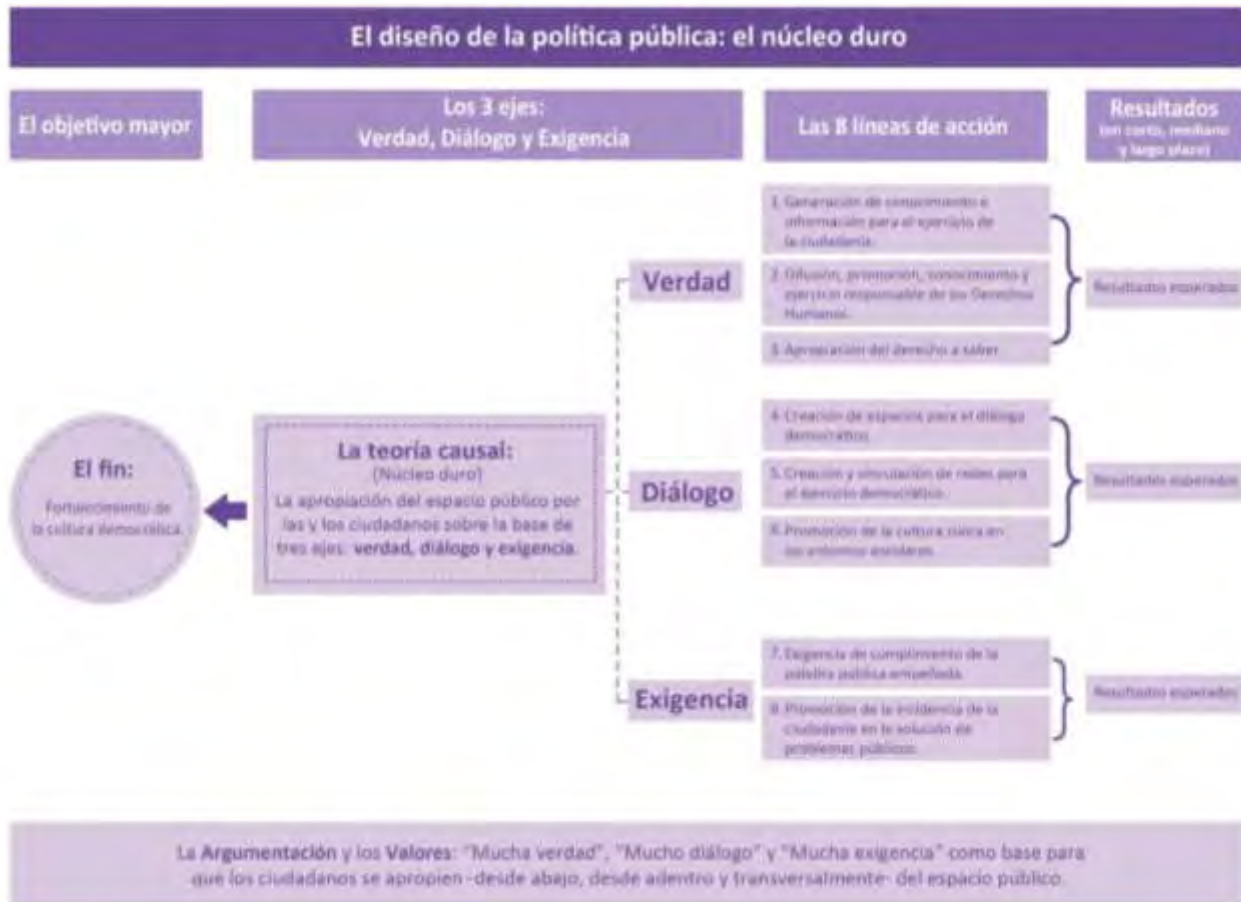 El diseño de la política pública: el núcleo duro
El objetivo mayor
Los 3 ejes:
Verdad, Diálogo y Exigencia
Las 8 líneas de acción
Resultados
(en corto, mediano
y largo plazo)
El fin:
Fortalecimiento de
la cultura democrática.
La teoría causal:
(Núcleo duro)
La apropiación del espacio público por
las y los ciudadanos sobre la base de
tres ejes: verdad, diálogo y exigencia.
Verdad
1. Generación de conocimiento e
información para el ejercicio de
la ciudadanía.
2. Difusión, promoción, conocimiento y
ejercicio responsable de los Derechos
Humanos.
3. Apropiación del derecho a saber.
Resultados esperados
Diálogo
4. Creación de espacios para el diálogo
democrático.
5. Creación y vinculación de redes para
el ejercicio democrático.
6. Promoción de la cultura cívica en
los entornos escolares.
Resultados esperados
Exigencia
7. Exigencia de cumplimiento de la
palabra pública empeñada.
8. Promoción de la incidencia de la
ciudadanía en la solución de
problemas públicos.
Resultados esperados
La Argumentación y los Valores: "Mucha verdad", "Mucho diálogo" y "Mucha exigencia" como base para
que los ciudadanos se apropien -desde abajo, desde adentro y transversalmente- del espacio público.